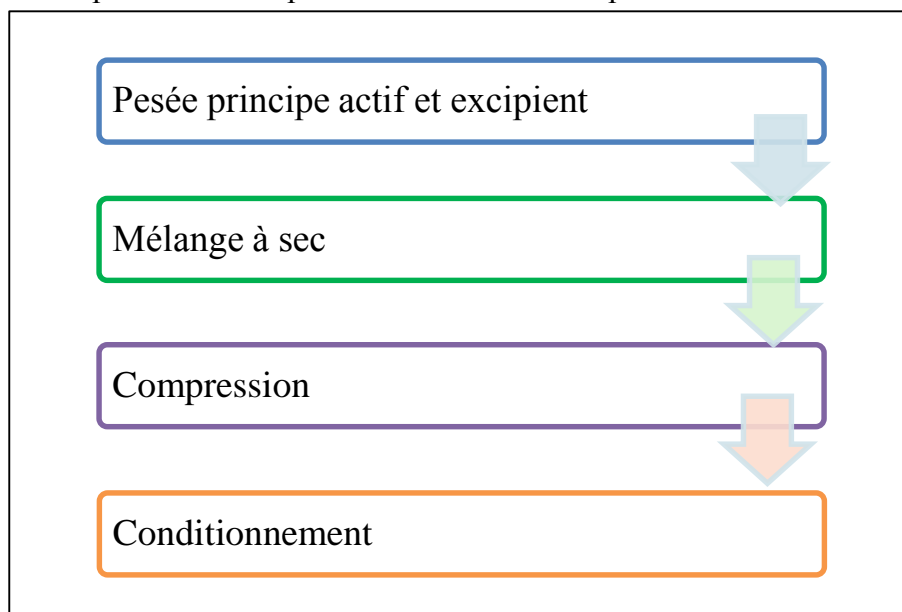 Pesée principe actif et excipient
Mélange à sec
Compression
Conditionnement